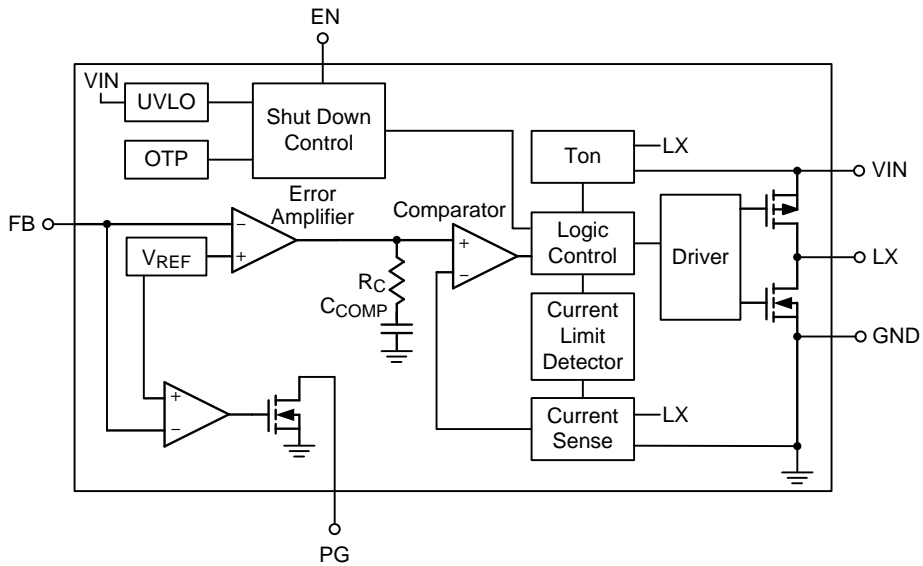 EN
VIN
UVLO
OTP
Shut Down
Control
Ton
LX
VIN
Error
Amplifier
Comparator
FB
−
+
VREF
+
−
Logic
Control
Driver
LX
RC
CCOMP
Current
Limit
Detector
GND
+
−
Current
Sense
LX
PG